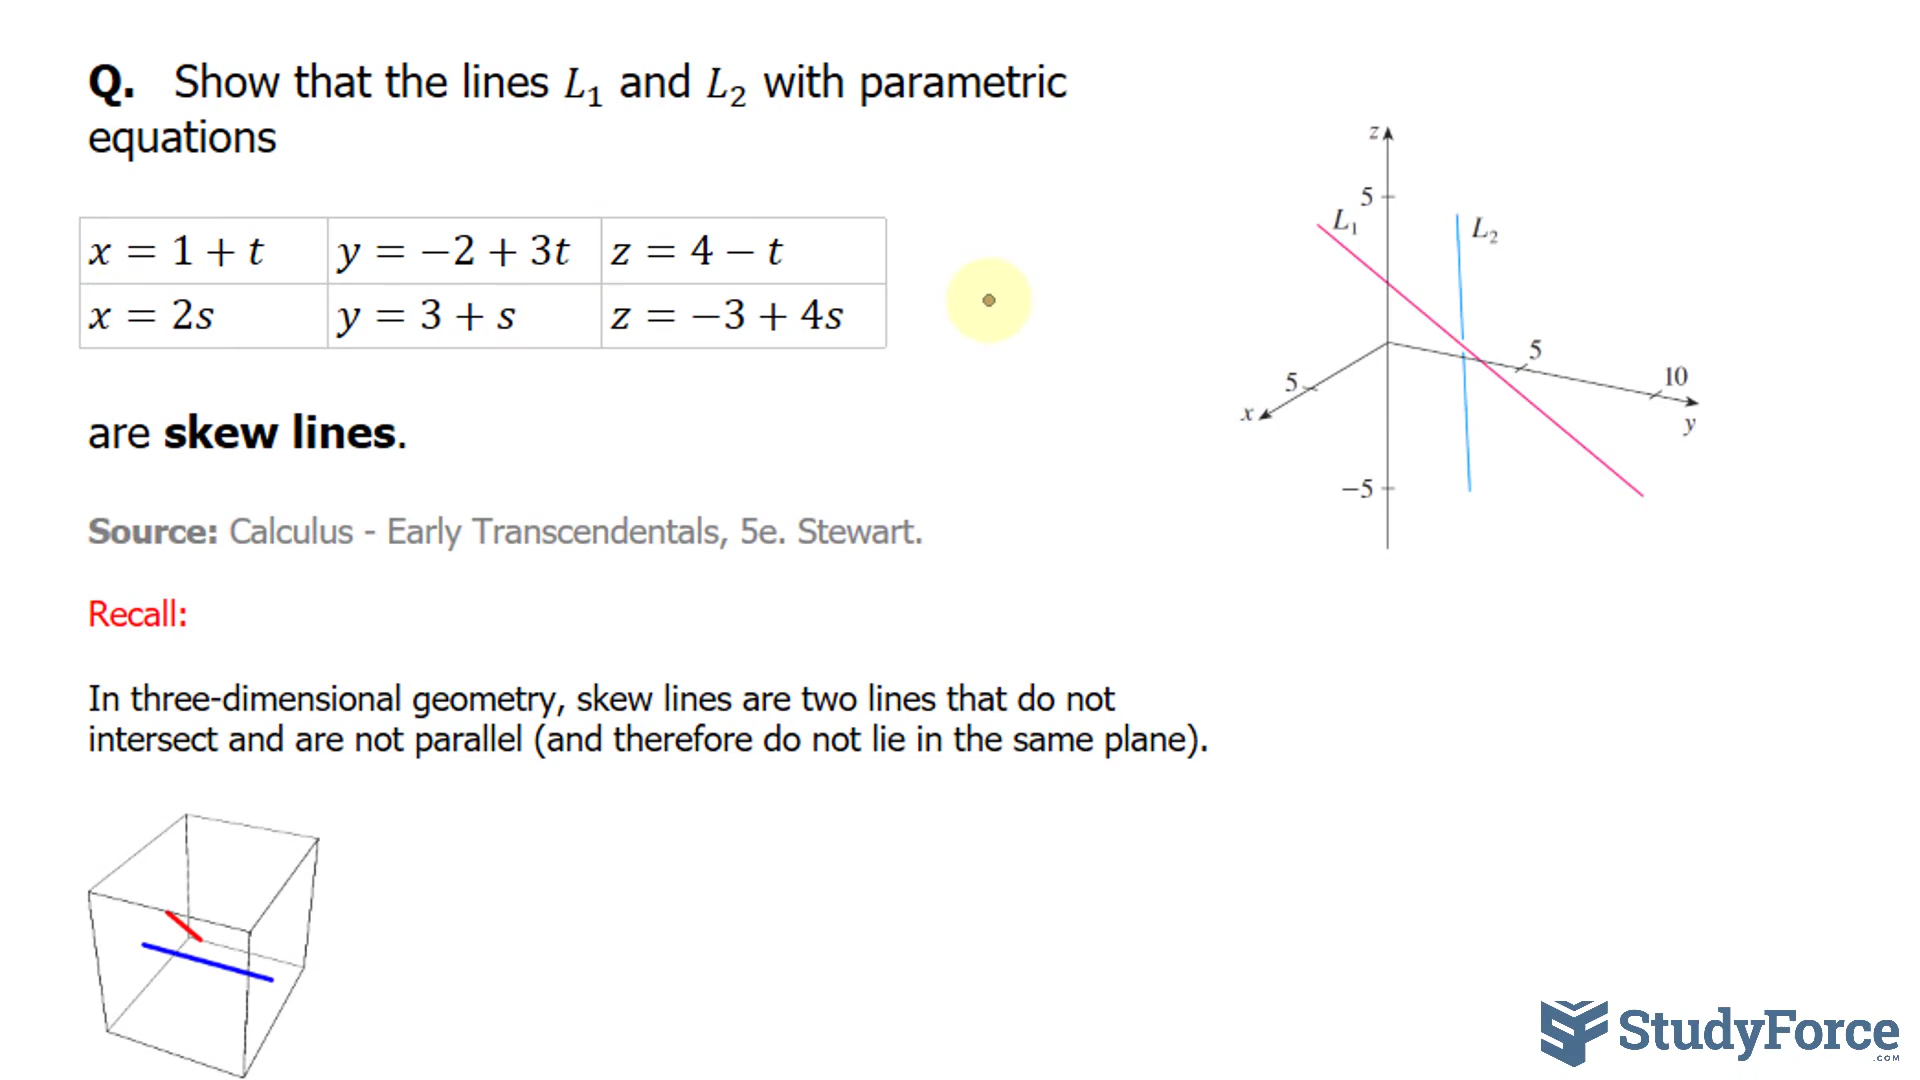 Q. Show that the lines L₁ and L₂ with parametric
equations
x = 1 + t y = −2 + 3t z = 4 − t
x = 2s y = 3 + s z = −3 + 4s
are skew lines.
Source: Calculus - Early Transcendentals, 5e. Stewart.
Recall:
In three-dimensional geometry, skew lines are two lines that do not
intersect and are not parallel (and therefore do not lie in the same plane).
z
5
L₁
L₂
5
10
5
x
y
−5
StudyForce
.COM